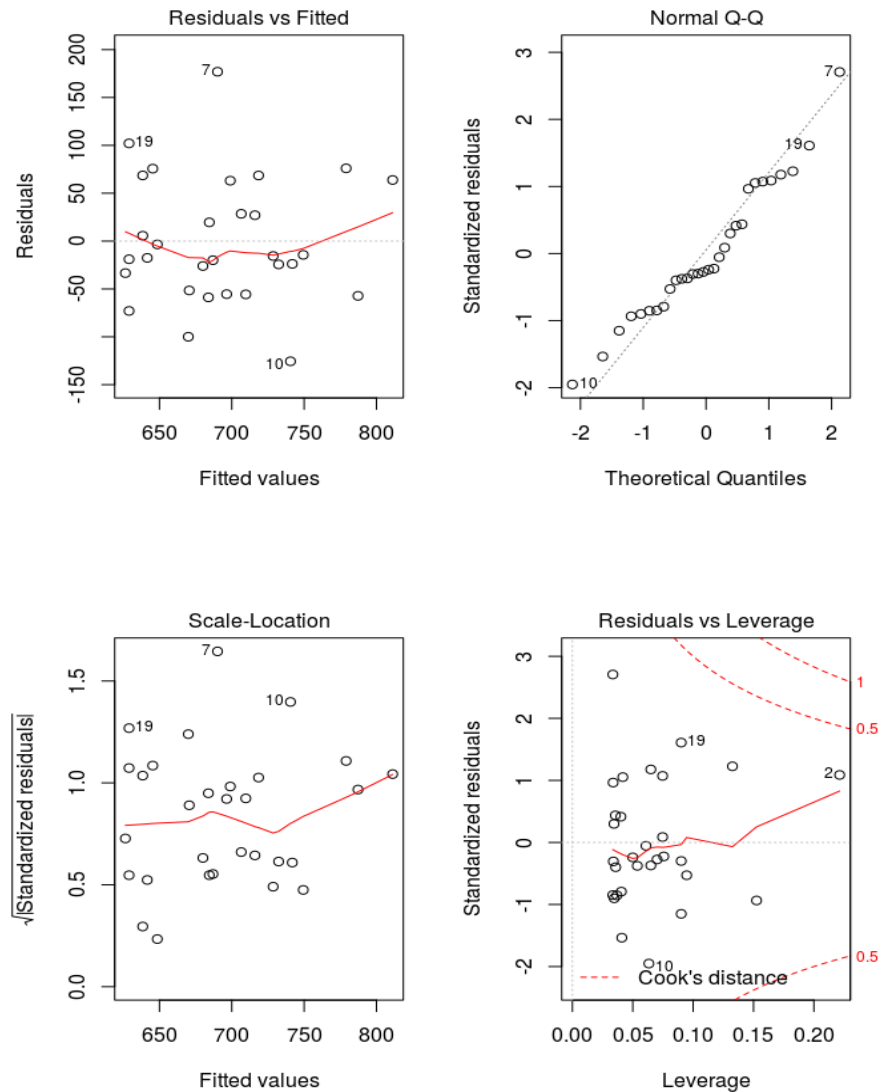 Residuals vs Fitted
200
150
100
50
0
-50
-150
7
19
10
650 700 750 800
Residuals
Fitted values
Normal Q-Q
3
2
1
0
-1
-2
7
19
10
-2 -1 0 1 2
Standardized residuals
Theoretical Quantiles
Scale-Location
1.5
1.0
0.5
0.0
7
10
19
650 700 750 800
√|Standardized residuals|
Fitted values
Residuals vs Leverage
3
2
1
0
-1
-2
1
0.5
19
2
0.5
10
Cook's distance
0.00 0.05 0.10 0.15 0.20
Standardized residuals
Leverage